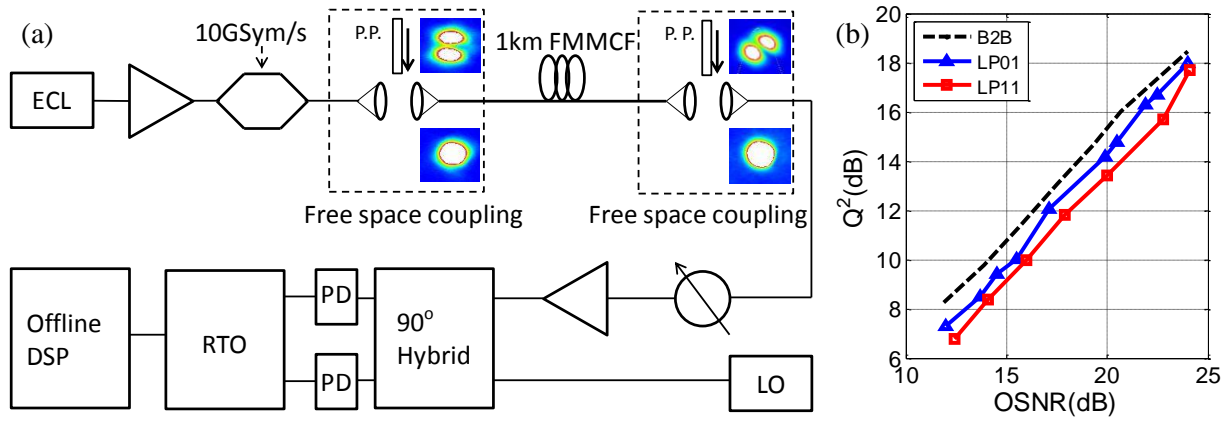 (a)
10GSym/s
P.P.
1km FMMCF
P. P.
ECL
Free space coupling
Free space coupling
Offline
DSP
RTO
PD
PD
90o
Hybrid
LO
(b)
20
18
16
14
12
10
8
6
Q2(dB)
B2B
LP01
LP11
10
15
20
25
OSNR(dB)